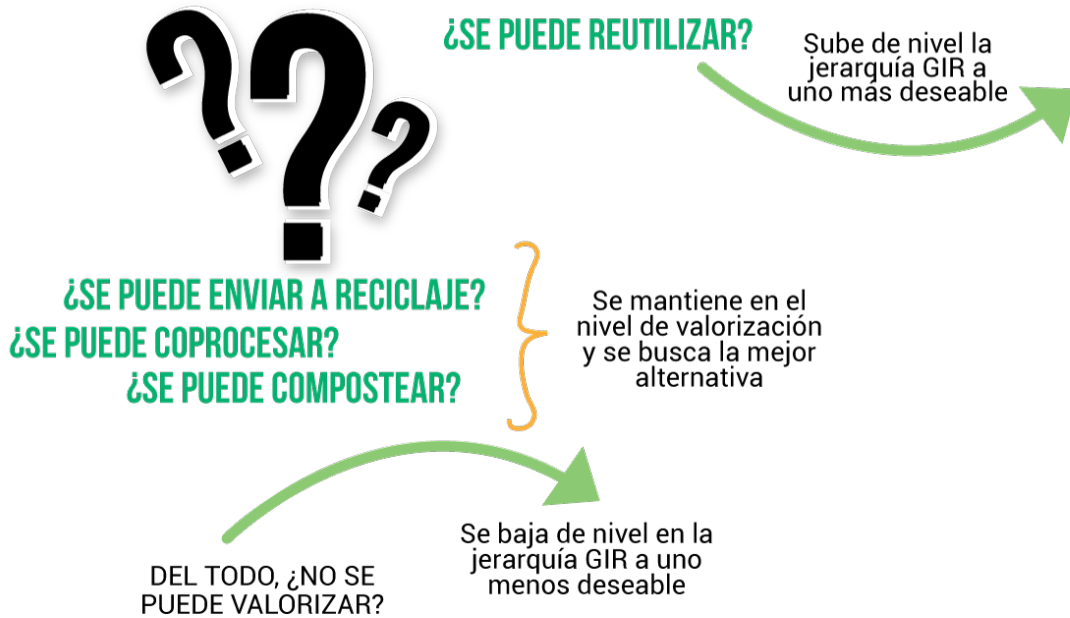 ¿SE PUEDE REUTILIZAR?
Sube de nivel la
jerarquía GIR a
uno más deseable
¿SE PUEDE ENVIAR A RECICLAJE?
¿SE PUEDE COPROCESAR?
¿SE PUEDE COMPOSTEAR?
Se mantiene en el
nivel de valorización
y se busca la mejor
alternativa
DEL TODO, ¿NO SE
PUEDE VALORIZAR?
Se baja de nivel en la
jerarquía GIR a uno
menos deseable